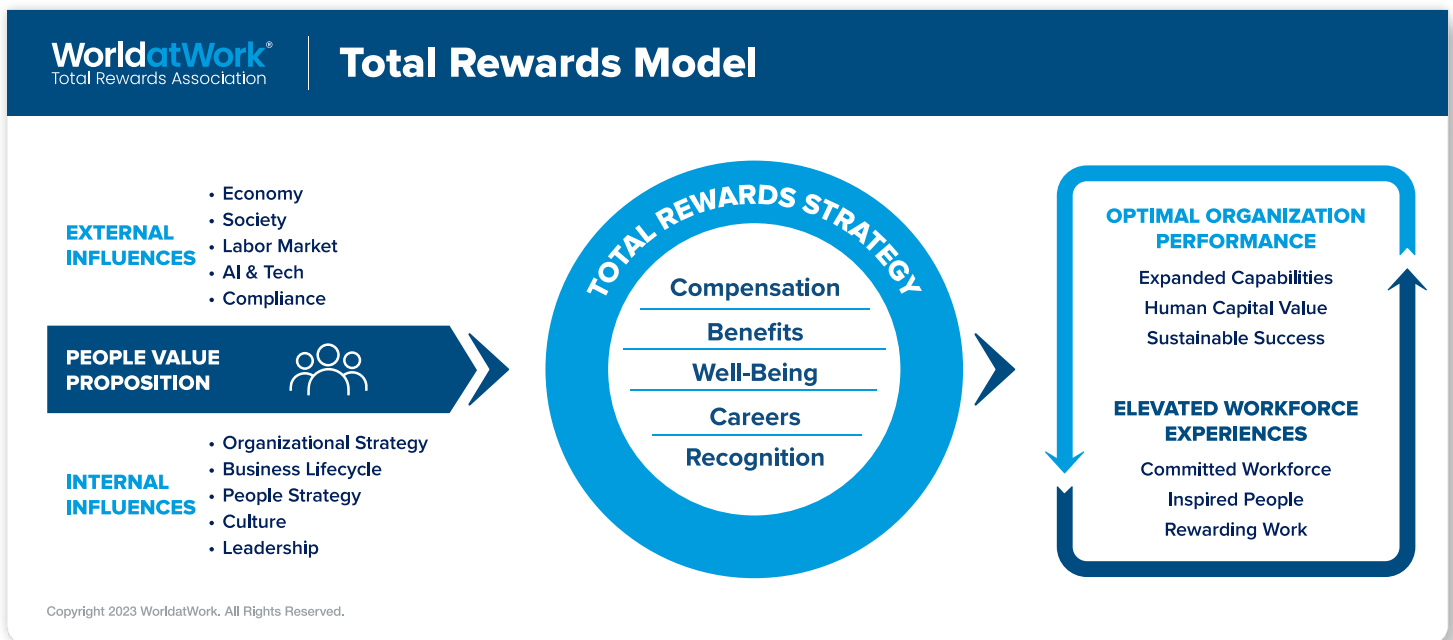 WorldatWork®
Total Rewards Association
Total Rewards Model
EXTERNAL
INFLUENCES
• Economy
• Society
• Labor Market
• AI & Tech
• Compliance
PEOPLE VALUE
PROPOSITION
INTERNAL
INFLUENCES
• Organizational Strategy
• Business Lifecycle
• People Strategy
• Culture
• Leadership
TOTAL REWARDS STRATEGY
Compensation
Benefits
Well-Being
Careers
Recognition
OPTIMAL ORGANIZATION
PERFORMANCE
Expanded Capabilities
Human Capital Value
Sustainable Success
ELEVATED WORKFORCE
EXPERIENCES
Committed Workforce
Inspired People
Rewarding Work
Copyright 2023 WorldatWork. All Rights Reserved.